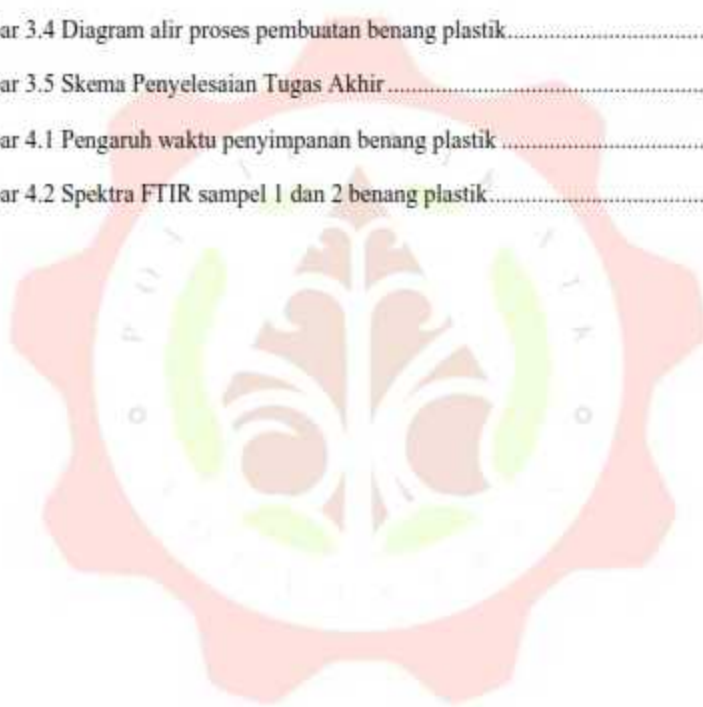 ar 3.4 Diagram alir proses pembuatan benang plastik................................
ar 3.5 Skema Penyelesaian Tugas Akhir....................................................
ar 4.1 Pengaruh waktu penyimpanan benang plastik..................................
ar 4.2 Spektra FTIR sampel 1 dan 2 benang plastik....................................